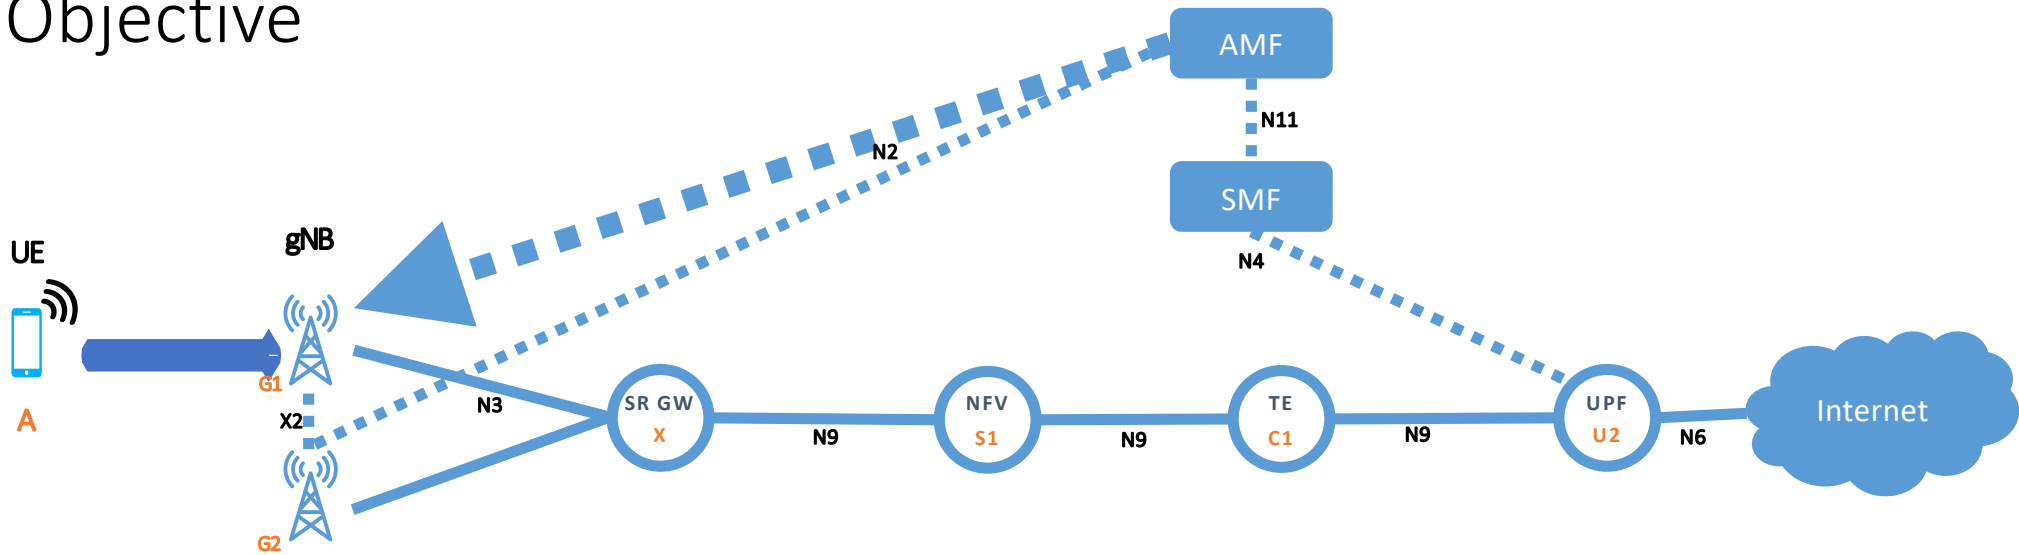 Objective
AMF
N11
N2
SMF
N4
gNB
UE
G1
A
X2
N3
SR GW
X
N9
NFV
S1
N9
TE
C1
N9
UPF
U2
N6
Internet
G2